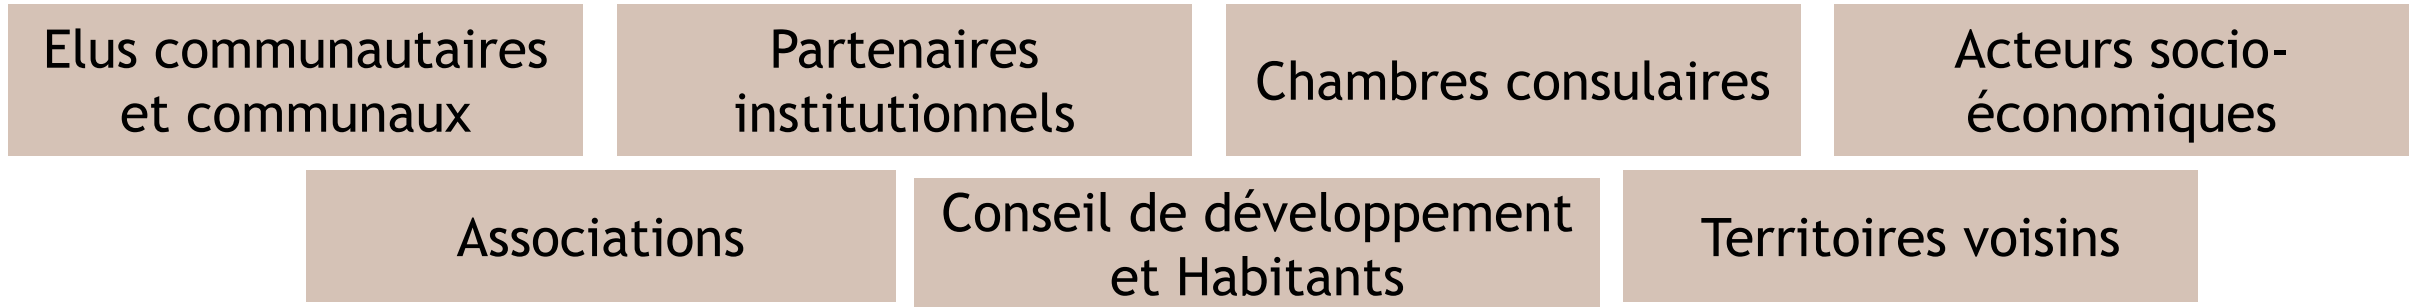 Elus communautaires
et communaux
Partenaires
institutionnels
Chambres consulaires
Acteurs socio-
économiques
Associations
Conseil de développement
et Habitants
Territoires voisins